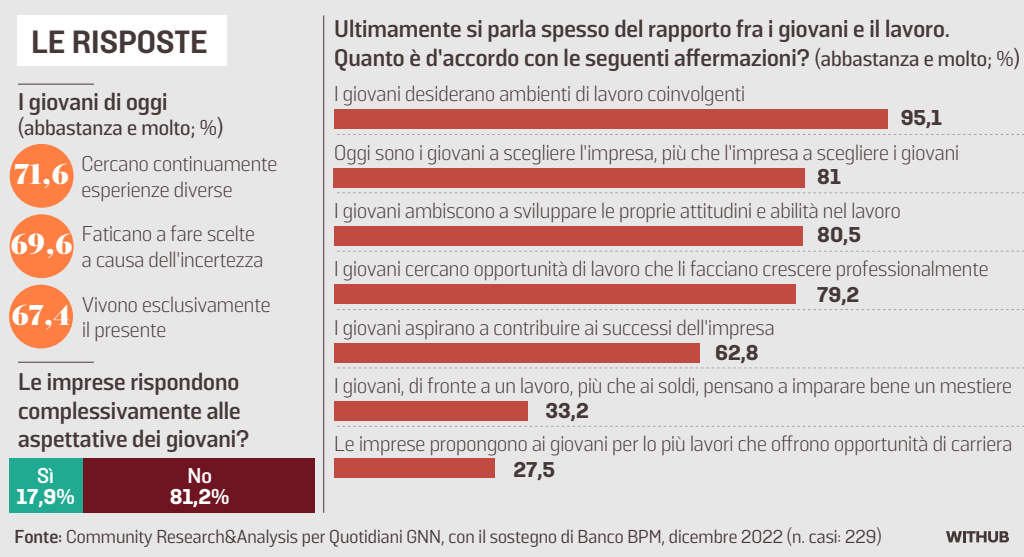 LE RISPOSTE
I giovani di oggi
(abbastanza e molto; %)
71,6
Cercano continuamente
esperienze diverse
69,6
Faticano a fare scelte
a causa dell'incertezza
67,4
Vivono esclusivamente
il presente
Le imprese rispondono
complessivamente alle
aspettative dei giovani?
Sì
17,9%
No
81,2%
Ultimamente si parla spesso del rapporto fra i giovani e il lavoro.
Quanto è d'accordo con le seguenti affermazioni? (abbastanza e molto; %)
I giovani desiderano ambienti di lavoro coinvolgenti
95,1
Oggi sono i giovani a scegliere l'impresa, più che l'impresa a scegliere i giovani
81
I giovani ambiscono a sviluppare le proprie attitudini e abilità nel lavoro
80,5
I giovani cercano opportunità di lavoro che li facciano crescere professionalmente
79,2
I giovani aspirano a contribuire ai successi dell'impresa
62,8
I giovani, di fronte a un lavoro, più che ai soldi, pensano a imparare bene un mestiere
33,2
Le imprese propongono ai giovani per lo più lavori che offrono opportunità di carriera
27,5
Fonte: Community Research&Analysis per Quotidiani GNN, con il sostegno di Banco BPM, dicembre 2022 (n. casi: 229)
WITHUB